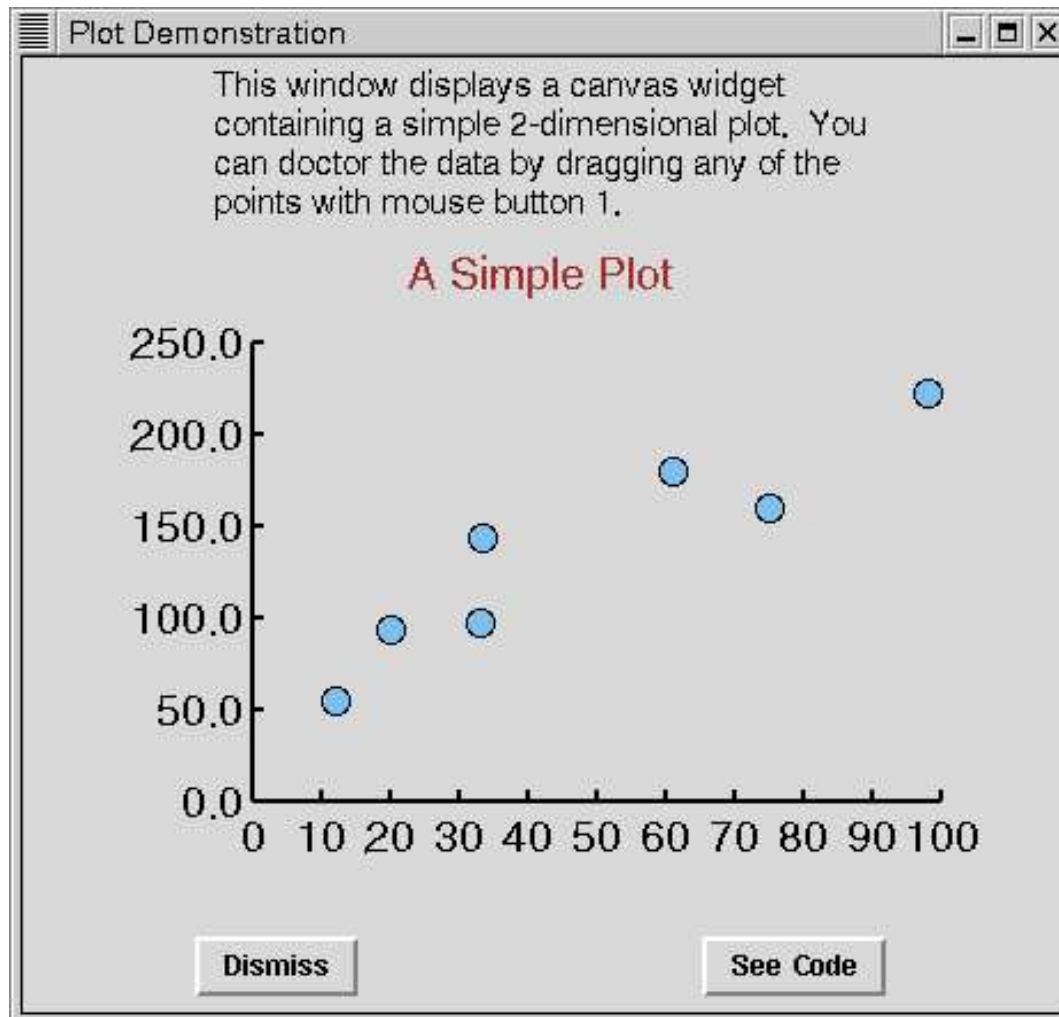 Plot Demonstration
This window displays a canvas widget
containing a simple 2-dimensional plot. You
can doctor the data by dragging any of the
points with mouse button 1.
A Simple Plot
250.0
200.0
150.0
100.0
50.0
0.0
0 10 20 30 40 50 60 70 80 90 100
Dismiss See Code